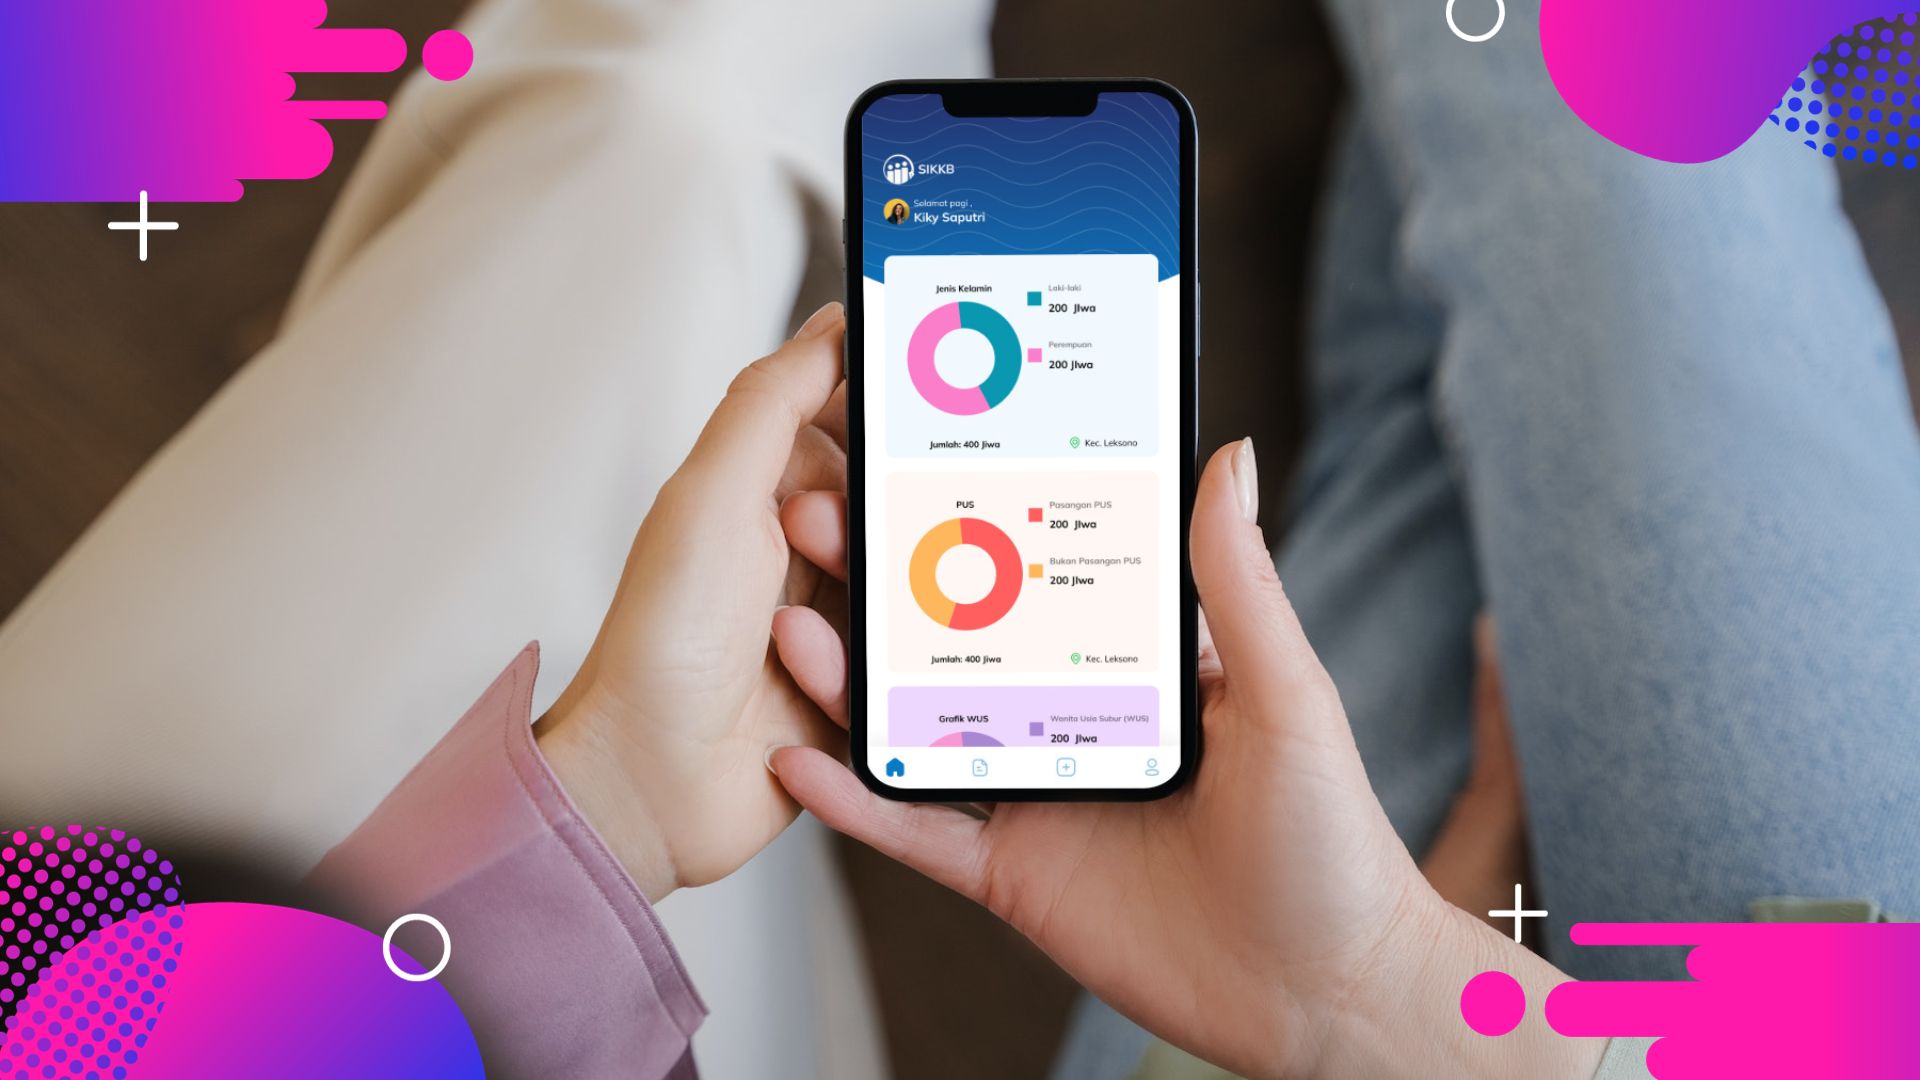 SIKKB
Selamat pagi ,
Kiky Saputri
Jenis Kelamin
Laki-laki
200 JIwa
Perempuan
200 JIwa
Jumlah: 400 Jiwa
Kec. Leksono
PUS
Pasangan PUS
200 JIwa
Bukan Pasangan PUS
200 JIwa
Jumlah: 400 Jiwa
Kec. Leksono
Grafik WUS
Wanita Usia Subur (WUS)
200 JIwa